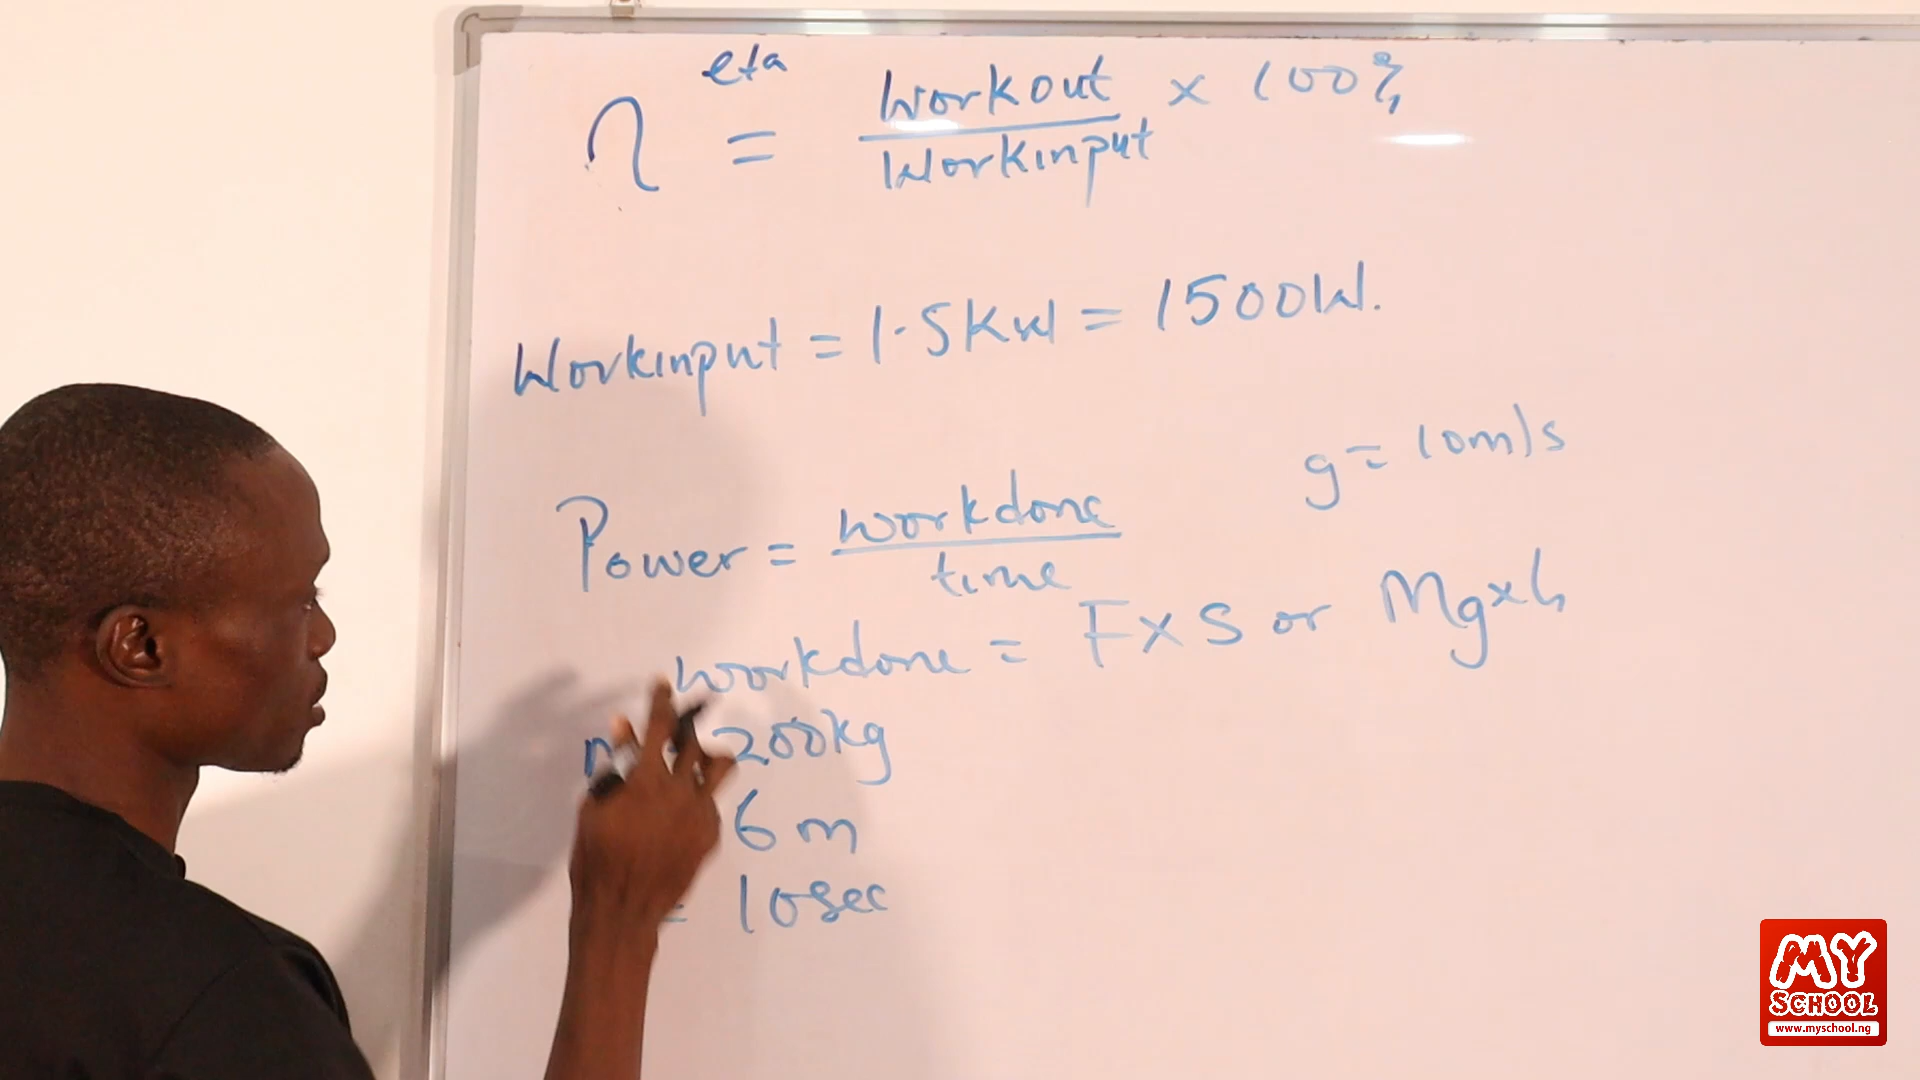 eta
η = Workout / Workinput × 100%
Workinput = 1.5KW = 1500W.
g = 10m/s
Power = workdone / time
workdone = F×S or Mg×h
200kg
6m
= 10sec
MY
SCHOOL
www.myschool.ng